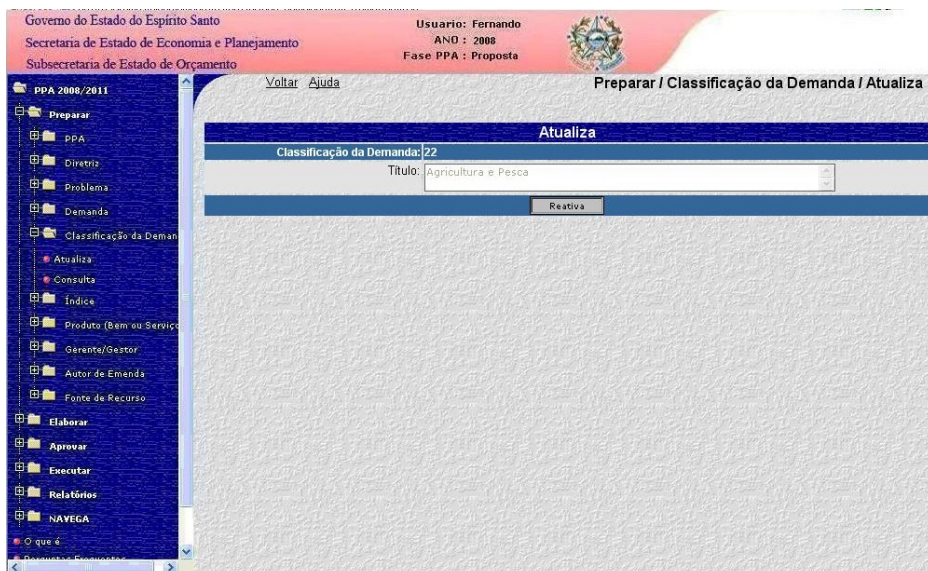 Governo do Estado do Espírito Santo
Secretaria de Estado de Economia e Planejamento
Subsecretaria de Estado de Orçamento
Usuario: Fernando
ANO : 2008
Fase PPA : Proposta
Voltar Ajuda
Preparar / Classificação da Demanda / Atualiza
Atualiza
Classificação da Demanda: 22
Título: Agricultura e Pesca
Reativa
PPA 2008/2011
Preparar
PPA
Diretriz
Problema
Demanda
Classificação da Deman
Atualiza
Consulta
Índice
Produto (Bem ou Serviço
Gerente/Gestor
Autor de Emenda
Fonte de Recurso
Elaborar
Aprovar
Executar
Relatórios
NAVEGA
O que é
Perguntas Frequentes